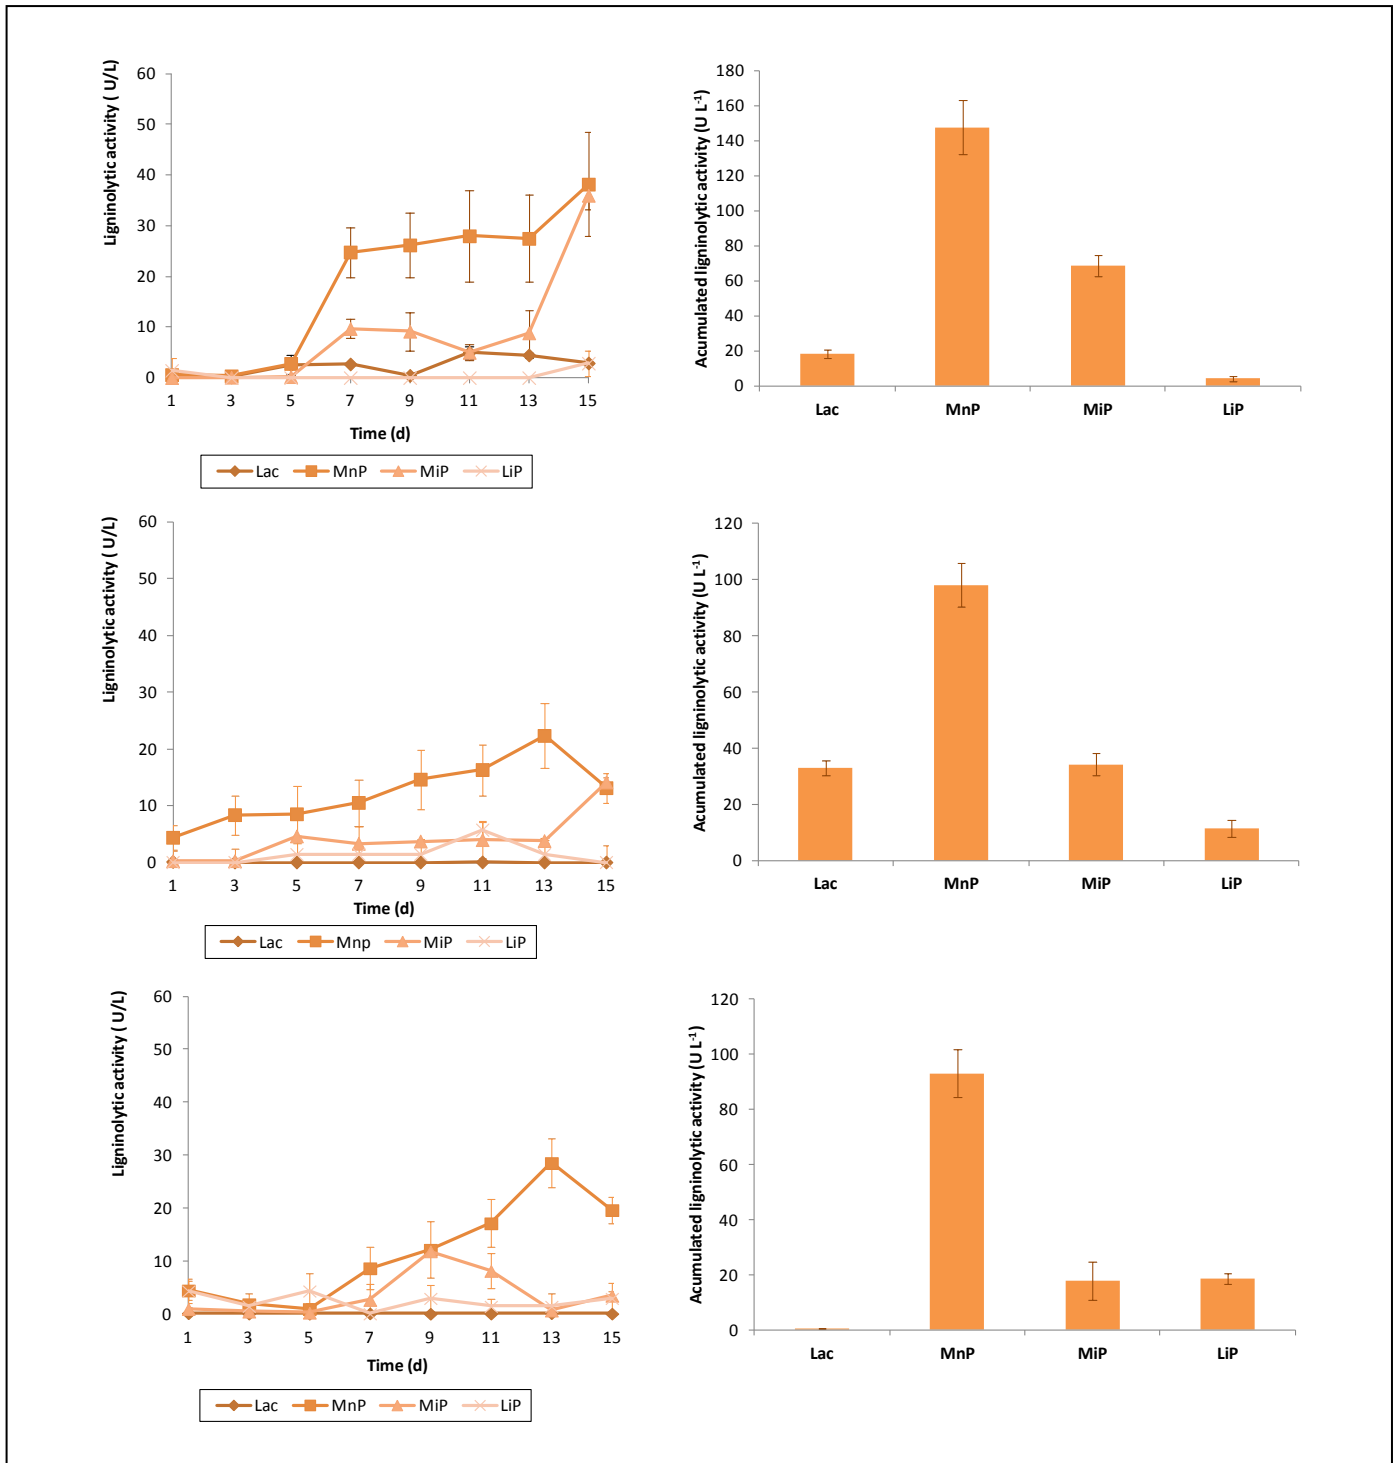 Ligninolytic activity ( U/L)
60
50
40
30
20
10
0
1 3 5 7 9 11 13 15
Time (d)
Lac MnP MiP LiP
Acumulated ligninolytic activity (U L-1)
180
160
140
120
100
80
60
40
20
0
Lac MnP MiP LiP
Ligninolytic activity ( U/L)
60
50
40
30
20
10
0
1 3 5 7 9 11 13 15
Time (d)
Lac Mnp MiP LiP
Acumulated ligninolytic activity (U L-1)
120
100
80
60
40
20
0
Lac MnP MiP LiP
Ligninolytic activity ( U/L)
60
50
40
30
20
10
0
1 3 5 7 9 11 13 15
Time (d)
Lac MnP MiP LiP
Acumulated ligninolytic activity (U L-1)
120
100
80
60
40
20
0
Lac MnP MiP LiP